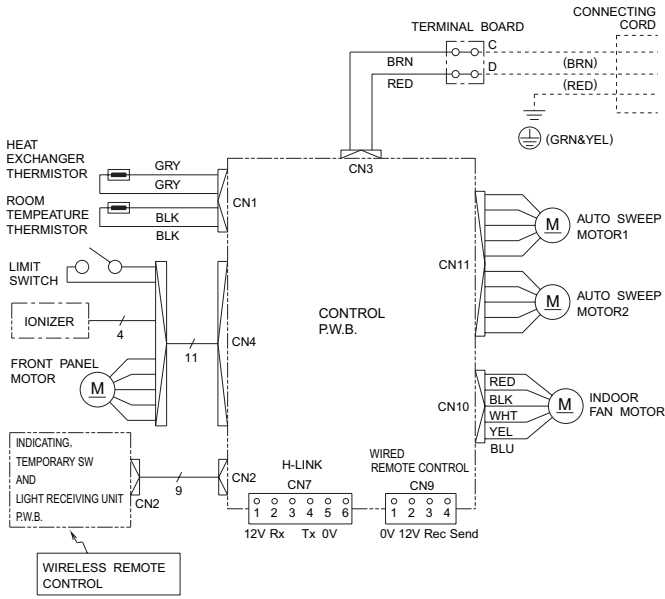 CONNECTING
CORD
TERMINAL BOARD
C
BRN
D
(BRN)
RED
(RED)
(GRN&YEL)
CN3
HEAT
EXCHANGER
THERMISTOR
GRY
GRY
ROOM
TEMPEATURE
THERMISTOR
BLK
BLK
CN1
LIMIT
SWITCH
IONIZER
4
11
CN4
FRONT PANEL
MOTOR
M
CONTROL
P.W.B.
CN11
M
AUTO SWEEP
MOTOR1
M
AUTO SWEEP
MOTOR2
CN10
RED
BLK
WHT
YEL
BLU
M
INDOOR
FAN MOTOR
INDICATING,
TEMPORARY SW
AND
LIGHT RECEIVING UNIT
P.W.B.
CN2
9
CN2
H-LINK
CN7
1 2 3 4 5 6
12V Rx Tx 0V
WIRED
REMOTE CONTROL
CN9
1 2 3 4
0V 12V Rec Send
WIRELESS REMOTE
CONTROL